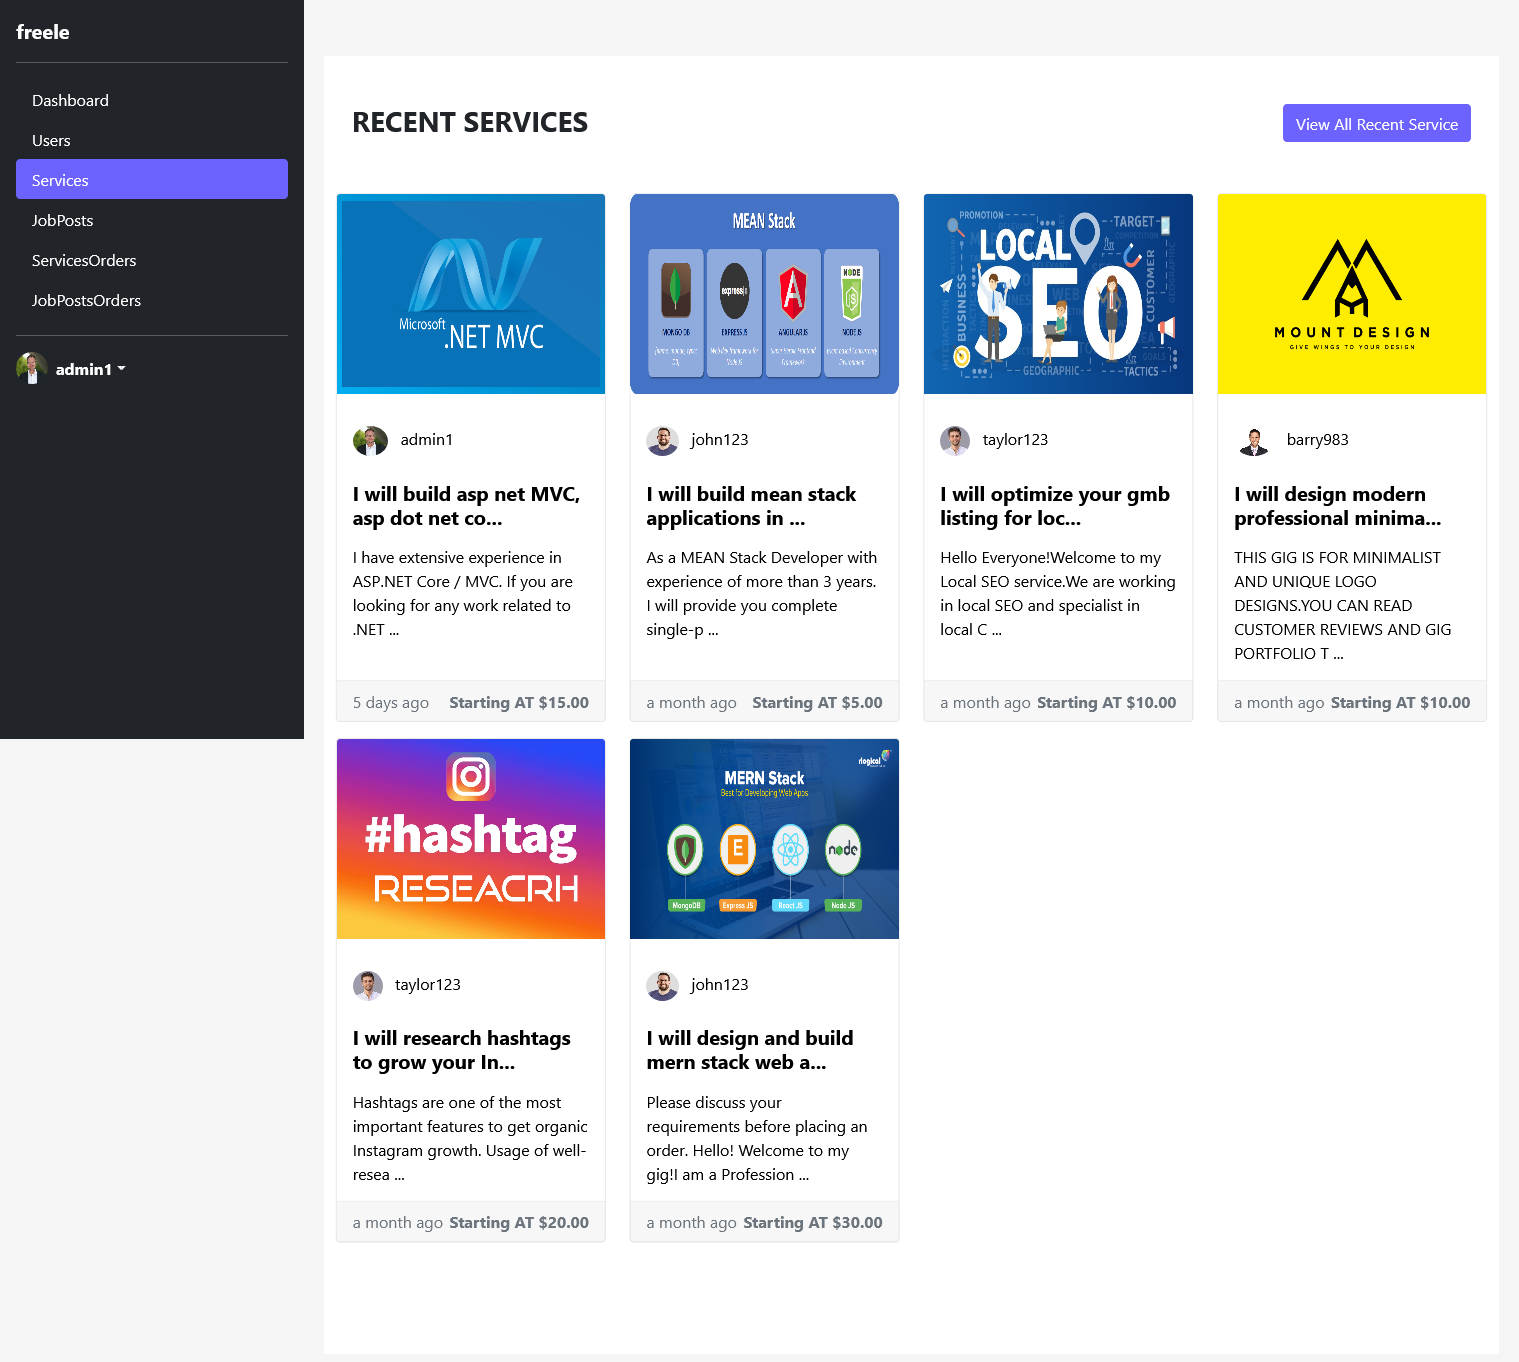 freele
Dashboard
Users
Services
JobPosts
ServicesOrders
JobPostsOrders
admin1
RECENT SERVICES
View All Recent Service
Microsoft
.NET MVC
MEAN Stack
MONGO DB
EXPRESS JS
ANGULAR JS
NODE JS
PROMOTION
TARGET
LOCAL
SEO
BUSINESS
CUSTOMER
INTERACTION
GEOGRAPHIC
GOALS
TACTICS
MOUNT DESIGN
GIVE WINGS TO YOUR DESIGN
admin1
I will build asp net MVC,
asp dot net co...
I have extensive experience in
ASP.NET Core / MVC. If you are
looking for any work related to
.NET ...
5 days ago Starting AT $15.00
john123
I will build mean stack
applications in ...
As a MEAN Stack Developer with
experience of more than 3 years.
I will provide you complete
single-p ...
a month ago Starting AT $5.00
taylor123
I will optimize your gmb
listing for loc...
Hello Everyone!Welcome to my
Local SEO service.We are working
in local SEO and specialist in
local C ...
a month ago Starting AT $10.00
barry983
I will design modern
professional minima...
THIS GIG IS FOR MINIMALIST
AND UNIQUE LOGO
DESIGNS.YOU CAN READ
CUSTOMER REVIEWS AND GIG
PORTFOLIO T ...
a month ago Starting AT $10.00
#hashtag
RESEACRH
taylor123
I will research hashtags
to grow your In...
Hashtags are one of the most
important features to get organic
Instagram growth. Usage of well-
resea ...
a month ago Starting AT $20.00
rlogical
MERN Stack
Best for Developing Web Apps
E
node
MongoDB
Express JS
React JS
Node JS
john123
I will design and build
mern stack web a...
Please discuss your
requirements before placing an
order. Hello! Welcome to my
gig!I am a Profession ...
a month ago Starting AT $30.00